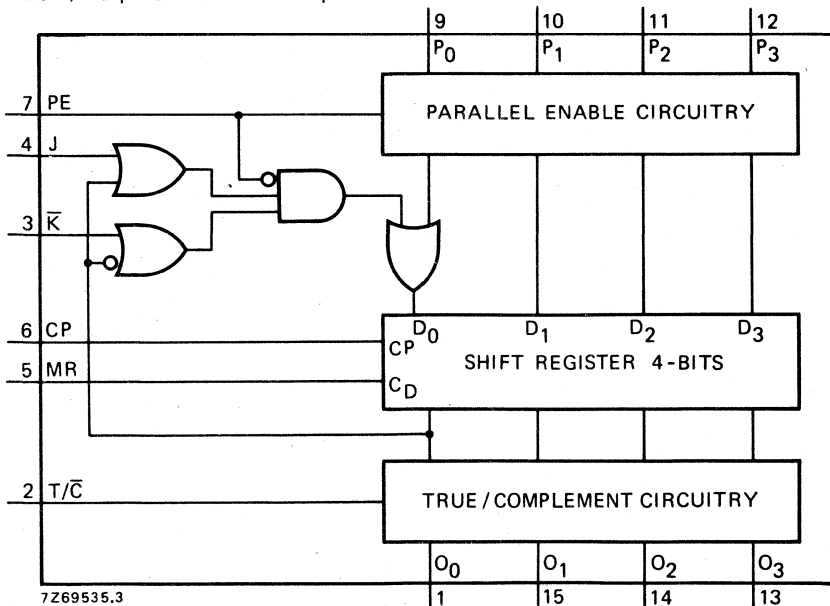 9 10 11 12
P0 P1 P2 P3
7 PE
PARALLEL ENABLE CIRCUITRY
4 J
3 K̅
6 CP
D0 D1 D2 D3
CP
SHIFT REGISTER 4-BITS
5 MR
CD
2 T/C̅
TRUE/COMPLEMENT CIRCUITRY
O0 O1 O2 O3
7Z69535.3
1 15 14 13